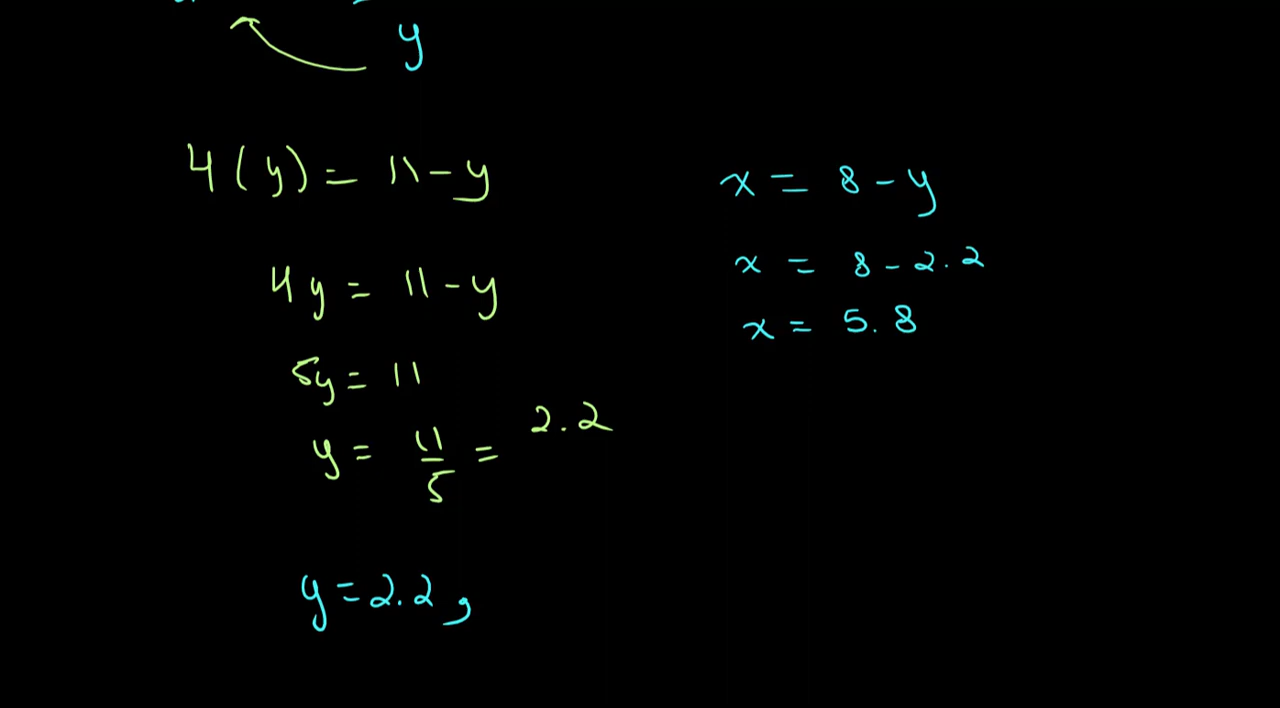 y
4(y) = 11 - y
4y = 11 - y
5y = 11
y = 11/5 = 2.2
y = 2.2,
x = 8 - y
x = 8 - 2.2
x = 5.8